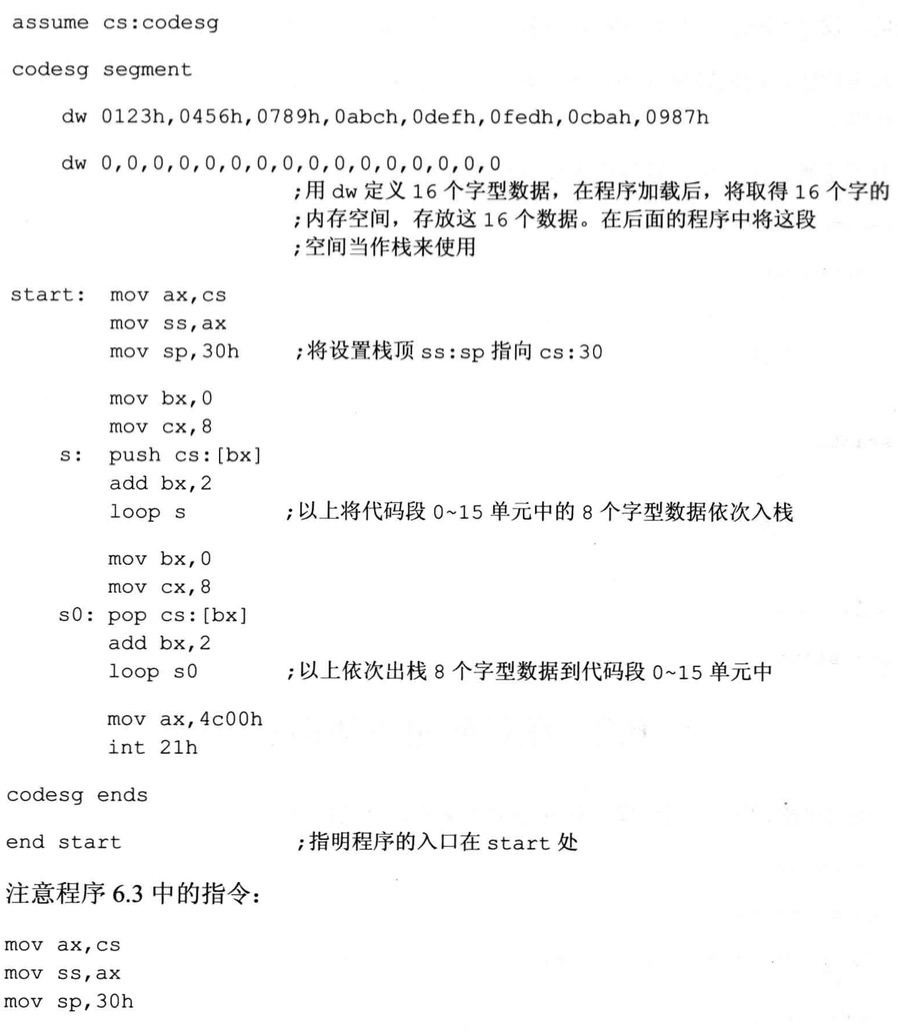 assume cs:codesg
codesg segment
dw 0123h,0456h,0789h,0abch,0defh,0fedh,0cbah,0987h
dw 0,0,0,0,0,0,0,0,0,0,0,0,0,0,0,0
;用 dw 定义 16 个字型数据，在程序加载后，将取得 16 个字的
;内存空间，存放这 16 个数据。在后面的程序中将这段
;空间当作栈来使用
start: mov ax,cs
mov ss,ax
mov sp,30h ;将设置栈顶 ss:sp 指向 cs:30
mov bx,0
mov cx,8
s: push cs:[bx]
add bx,2
loop s ;以上将代码段 0~15 单元中的 8 个字型数据依次入栈
mov bx,0
mov cx,8
s0: pop cs:[bx]
add bx,2
loop s0 ;以上依次出栈 8 个字型数据到代码段 0~15 单元中
mov ax,4c00h
int 21h
codesg ends
end start ;指明程序的入口在 start 处
注意程序 6.3 中的指令：
mov ax,cs
mov ss,ax
mov sp,30h